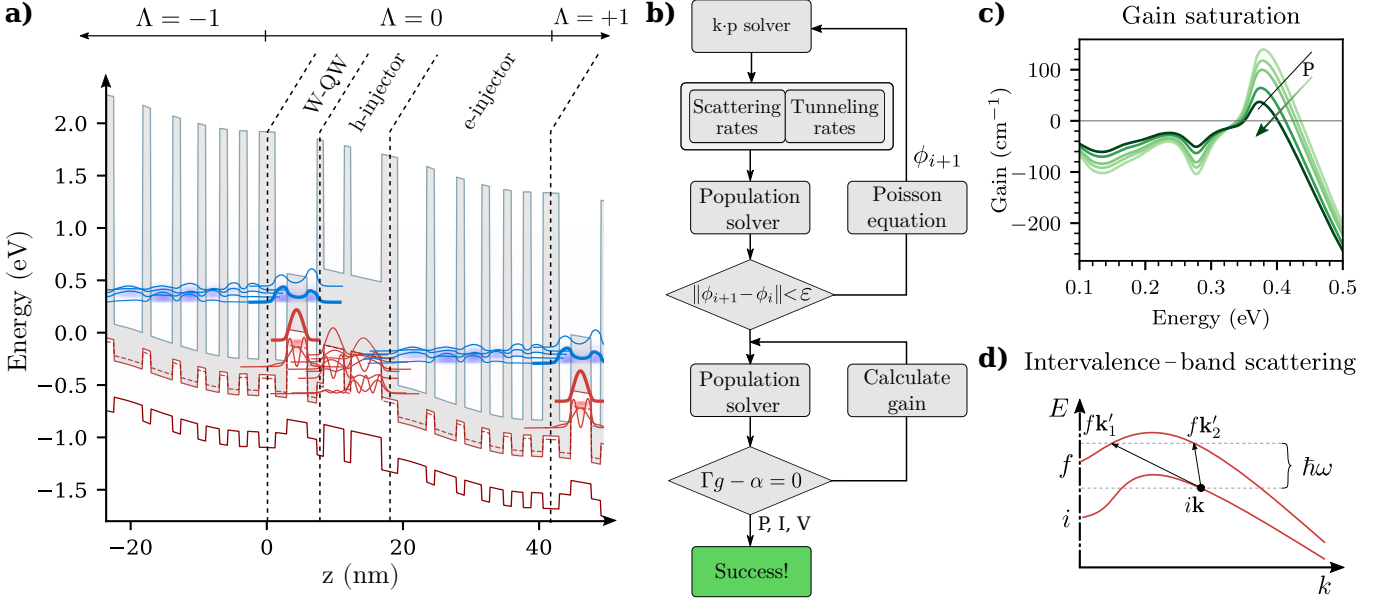 a)
Λ = −1
Λ = 0
Λ = +1
W-QW
h-injector
e-injector
Energy (eV)
2.0
1.5
1.0
0.5
0.0
−0.5
−1.0
−1.5
−20
0
20
40
z (nm)
b)
k·p solver
Scattering
rates
Tunneling
rates
Population
solver
Poisson
equation
ϕᵢ₊₁
‖ϕᵢ₊₁−ϕᵢ‖<ε
Population
solver
Calculate
gain
Γg − α = 0
P, I, V
Success!
c) Gain saturation
Gain (cm⁻¹)
100
0
−100
−200
P
0.1
0.2
0.3
0.4
0.5
Energy (eV)
d) Intervalence–band scattering
E
f𝐤′₁
f𝐤′₂
f
ℏω
i
i𝐤
k